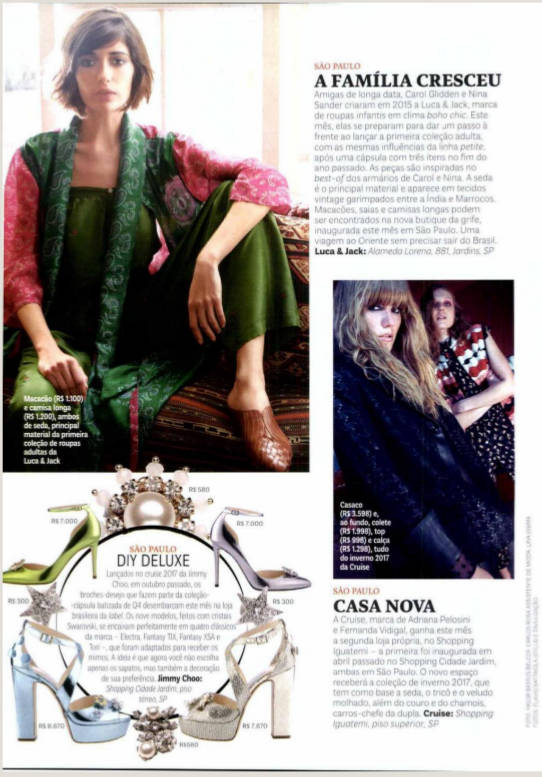 SÃO PAULO
A FAMÍLIA CRESCEU
Amigas de longa data, Carol Glidden e Nina
Sander criaram em 2015 a Luca & Jack, marca
de roupas infantis em clima boho chic. Este
mês, elas se preparam para dar um passo à
frente ao lançar a primeira coleção adulta,
com as mesmas influências da linha petite,
após uma cápsula com três itens no fim do
ano passado. As peças são inspiradas no
best-of dos armários de Carol e Nina. A seda
é o principal material e aparece em tecidos
vintage garimpados entre a Índia e Marrocos.
Macacões, saias e camisas longas podem
ser encontrados na nova butique da grife,
inaugurada este mês em São Paulo. Uma
viagem ao Oriente sem precisar sair do Brasil.
Luca & Jack: Alameda Lorena, 881, Jardins, SP
Macacão (R$ 1.100)
e camisa longa
(R$ 1.200), ambos
de seda, principal
material da primeira
coleção de roupas
adultas da
Luca & Jack
Casaco
(R$ 3.598) e,
ao fundo, colete
(R$ 1.998), top
(R$ 998) e calça
(R$ 1.298), tudo
do inverno 2017
da Cruise
R$ 580
R$ 7.000
R$ 7.000
SÃO PAULO
DIY DELUXE
Lançados no cruise 2017 da Jimmy
Choo, em outubro passado, os
broches-desejo que fazem parte da coleção-
-cápsula batizada de Q4 desembarcam este mês na loja
brasileira da label. Os nove modelos, feitos com cristais
Swarovski, se encaixam perfeitamente em quatro clássicos
da marca – Electra, Fantasy TIX, Fantasy XSA e
Tori –, que foram adaptados para receber os
mimos. A ideia é que agora você não escolha
apenas os sapatos, mas também a decoração
de sua preferência. Jimmy Choo:
Shopping Cidade Jardim, piso
térreo, SP
R$ 300
R$ 300
R$ 8.670
R$ 7.670
R$580
SÃO PAULO
CASA NOVA
A Cruise, marca de Adriana Pelosini
e Fernanda Vidigal, ganha este mês
a segunda loja própria, no Shopping
Iguatemi – a primeira foi inaugurada em
abril passado no Shopping Cidade Jardim,
ambas em São Paulo. O novo espaço
receberá a coleção de inverno 2017, que
tem como base a seda, o tricô e o veludo
molhado, além do couro e do chamois,
carros-chefe da dupla. Cruise: Shopping
Iguatemi, piso superior, SP